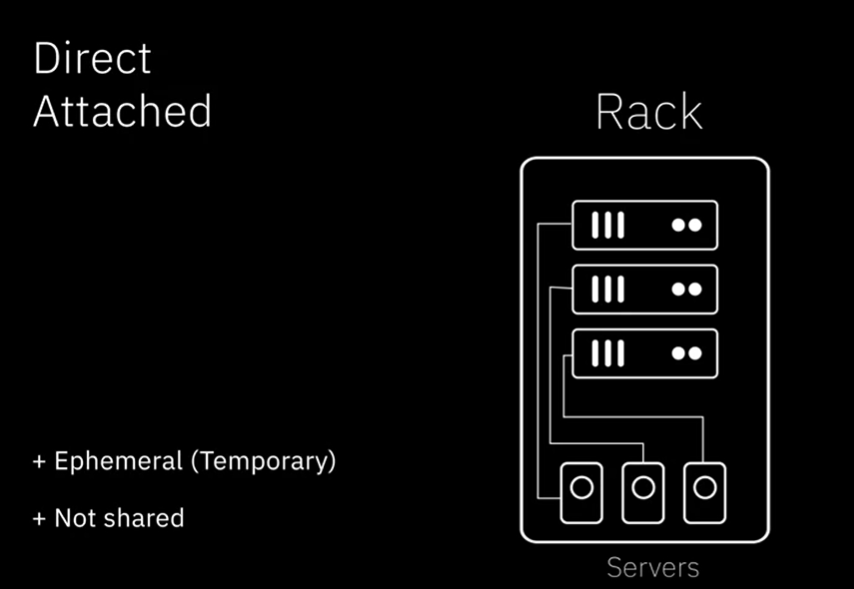 Direct
Attached
Rack
+ Ephemeral (Temporary)
+ Not shared
Servers